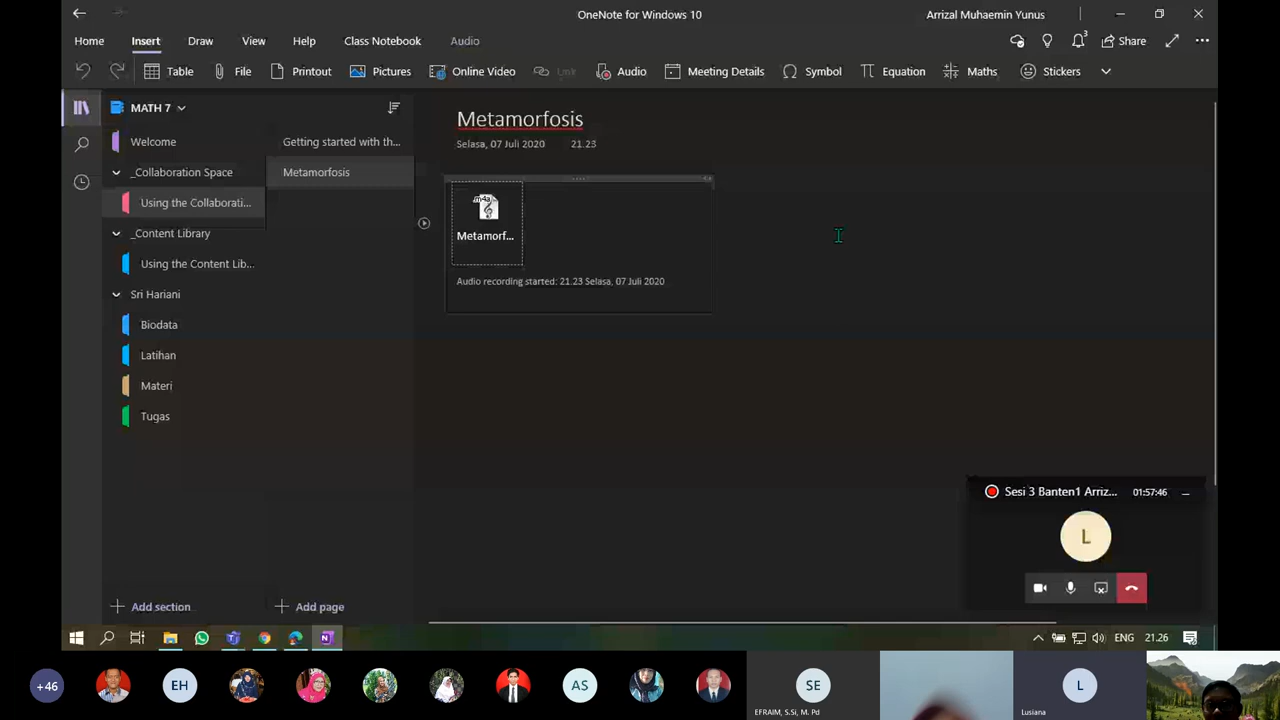 OneNote for Windows 10
Arrizal Muhaemin Yunus
Home Insert Draw View Help Class Notebook Audio
3 Share
Table File Printout Pictures Online Video Link Audio Meeting Details Symbol Equation Maths Stickers
MATH 7
Welcome
_Collaboration Space
Using the Collaborati...
_Content Library
Using the Content Lib...
Sri Hariani
Biodata
Latihan
Materi
Tugas
Add section
Getting started with th...
Metamorfosis
Add page
Metamorfosis
Selasa, 07 Juli 2020 21.23
m4a
Metamorf...
Audio recording started: 21.23 Selasa, 07 Juli 2020
Sesi 3 Banten1 Arriz... 01:57:46
L
ENG 21.26
+46
EH
AS
SE
EFRAIM, S.Si, M. Pd
L
Lusiana